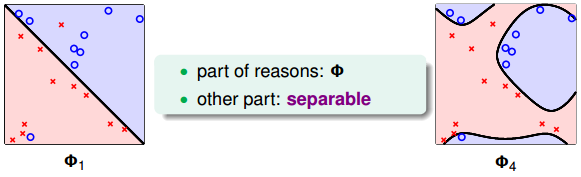 • part of reasons: Φ
• other part: separable
Φ1
Φ4